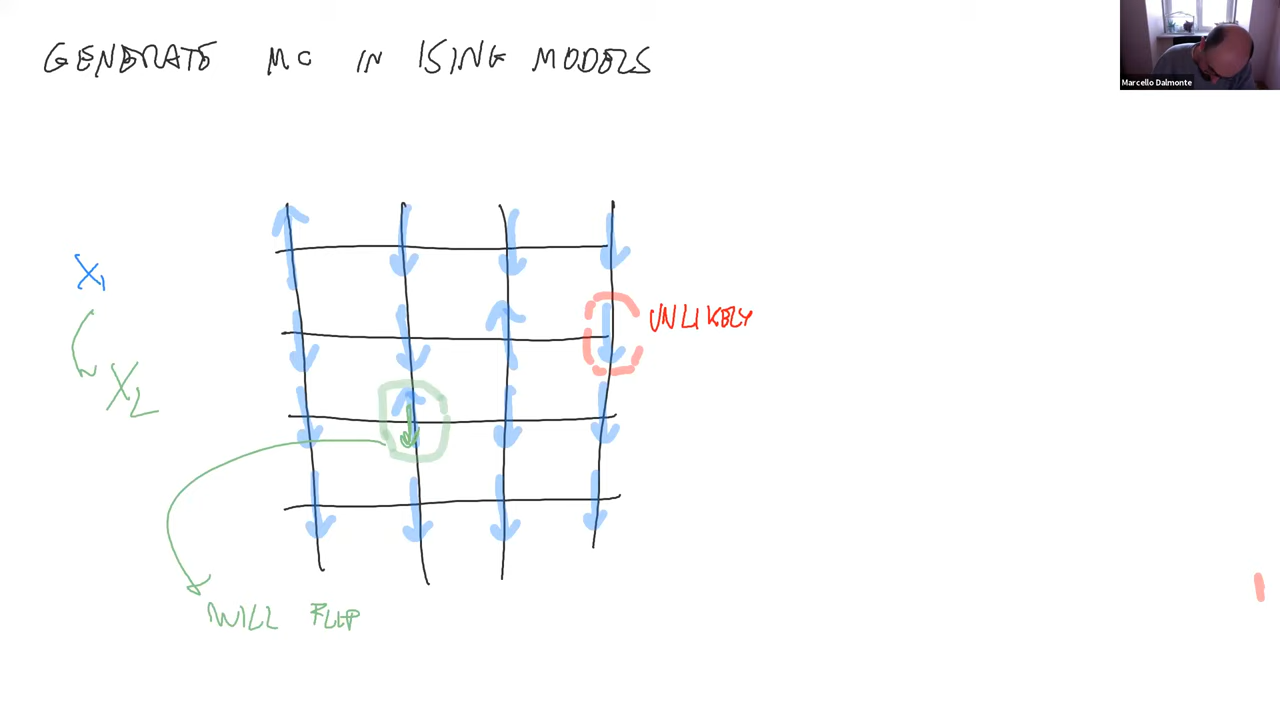 GENERATE MC IN ISING MODELS
Marcello Dalmonte
X₁
UNLIKELY
X₂
WILL FLIP